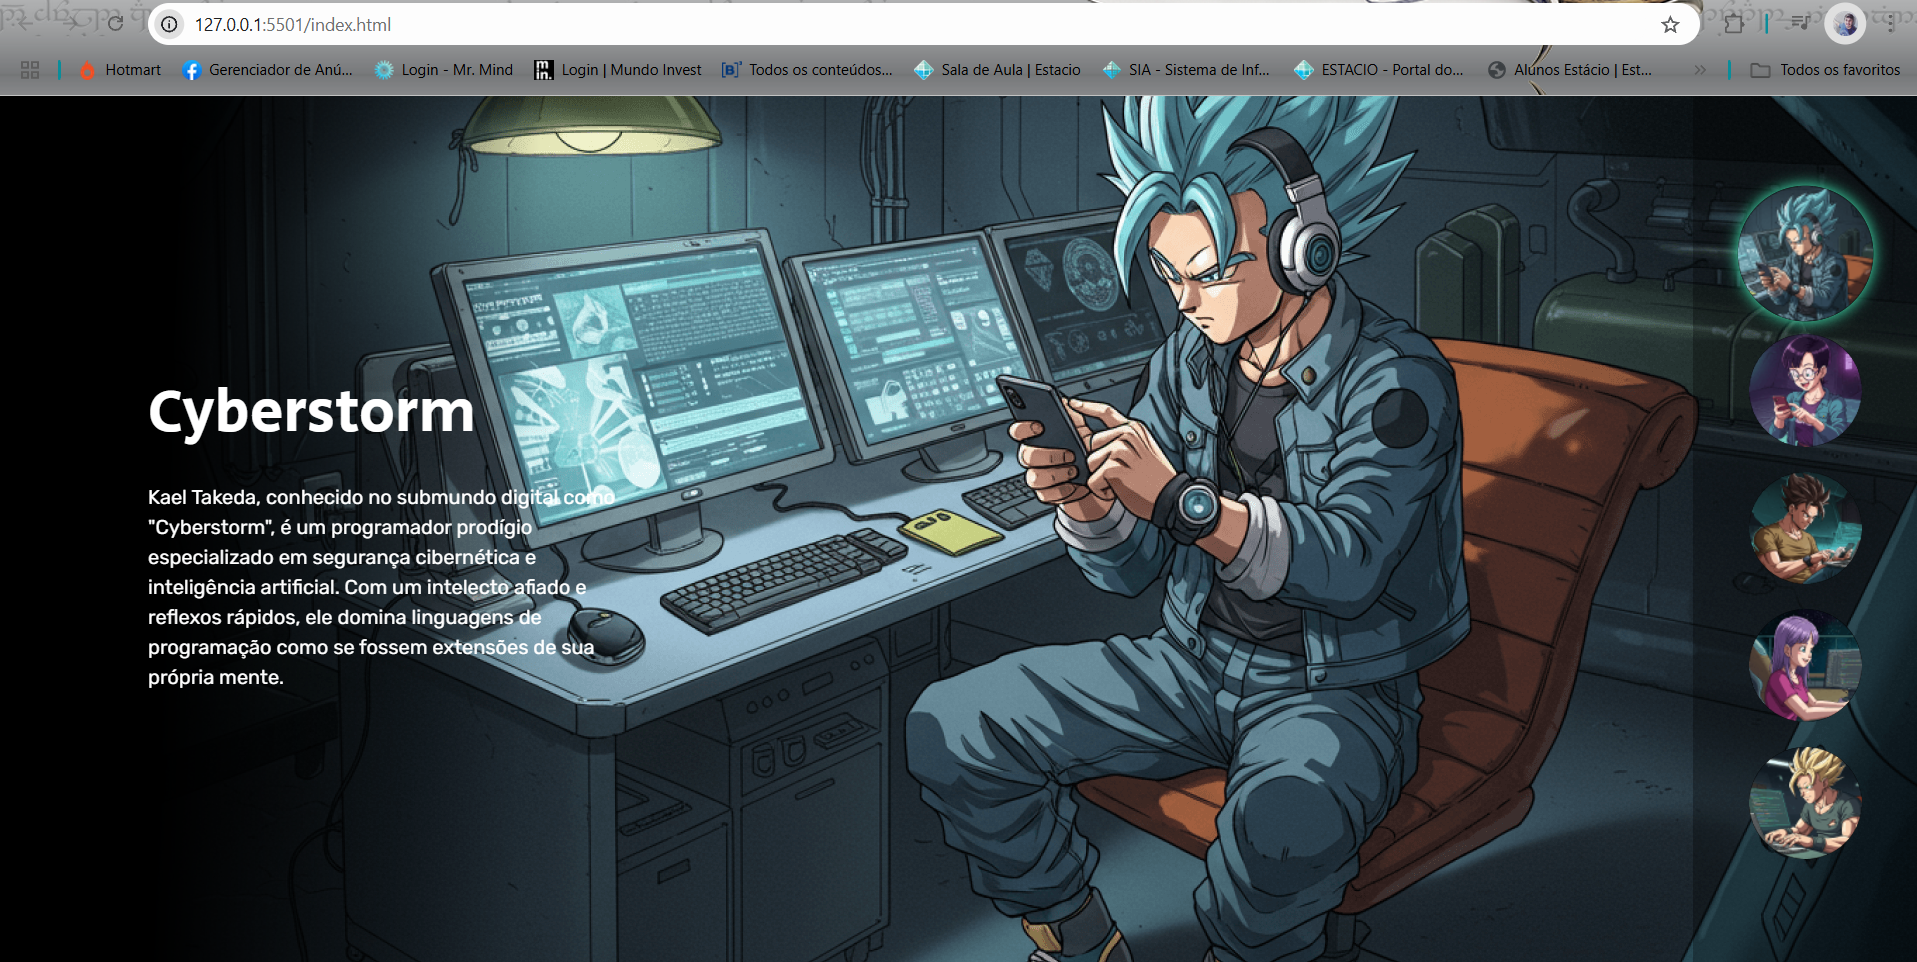 127.0.0.1:5501/index.html
Hotmart
Gerenciador de Anú...
Login - Mr. Mind
Login | Mundo Invest
Todos os conteúdos...
Sala de Aula | Estacio
SIA - Sistema de Inf...
ESTACIO - Portal do...
Alunos Estácio | Est...
Todos os favoritos
Cyberstorm
Kael Takeda, conhecido no submundo digital como
"Cyberstorm", é um programador prodígio
especializado em segurança cibernética e
inteligência artificial. Com um intelecto afiado e
reflexos rápidos, ele domina linguagens de
programação como se fossem extensões de sua
própria mente.